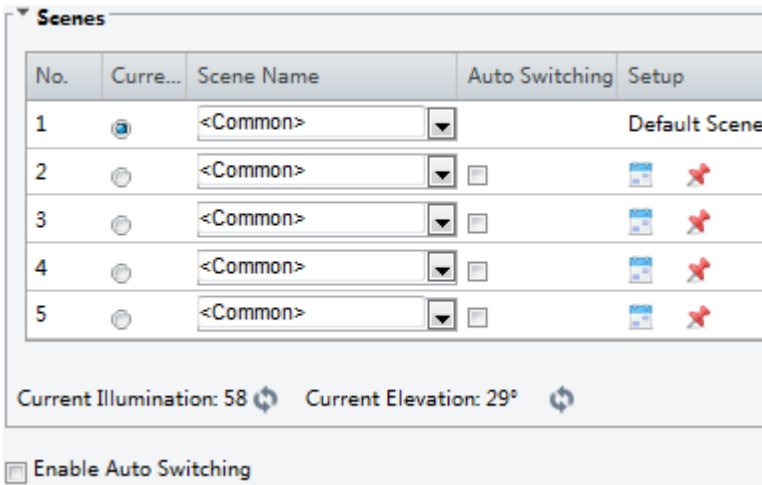 Scenes
No. Curre... Scene Name Auto Switching Setup
1 <Common> Default Scene
2 <Common>
3 <Common>
4 <Common>
5 <Common>
Current Illumination: 58 Current Elevation: 29°
Enable Auto Switching